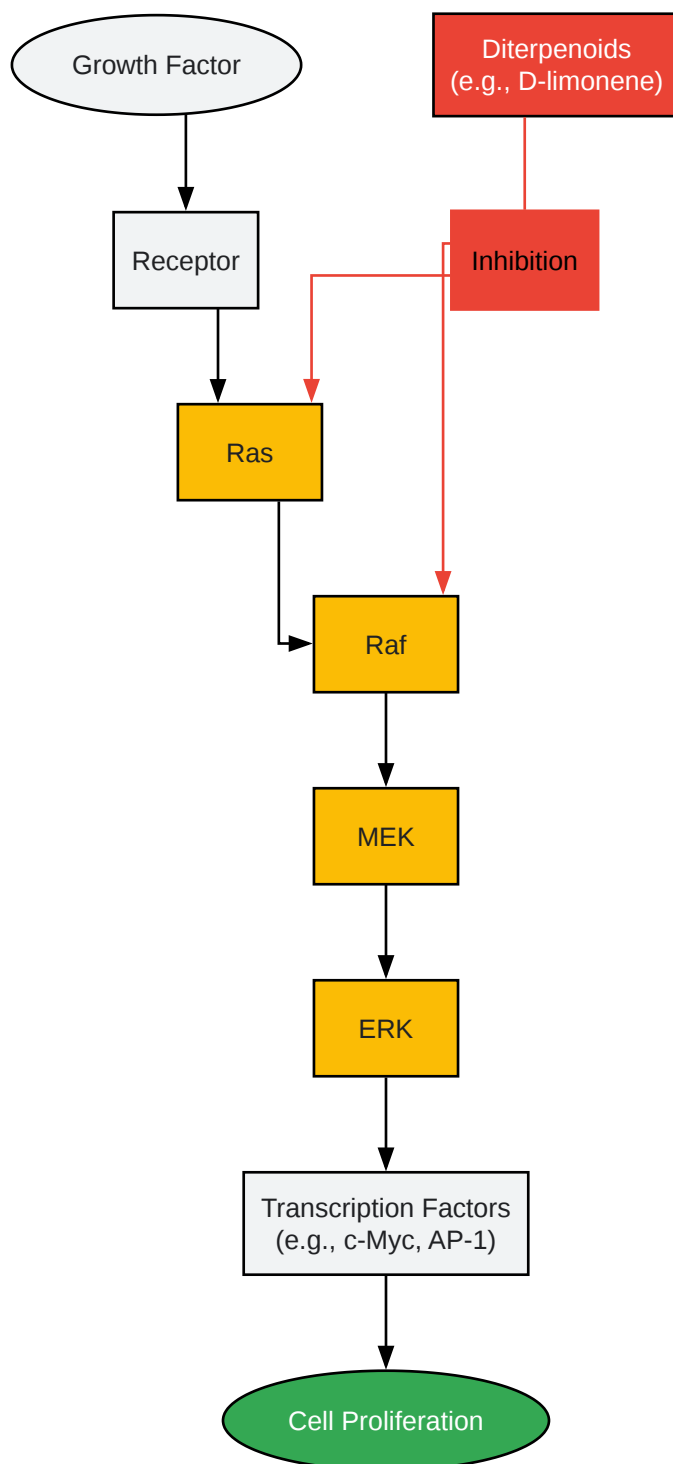 Growth Factor
Diterpenoids
(e.g., D-limonene)
Receptor
Inhibition
Ras
Raf
MEK
ERK
Transcription Factors
(e.g., c-Myc, AP-1)
Cell Proliferation